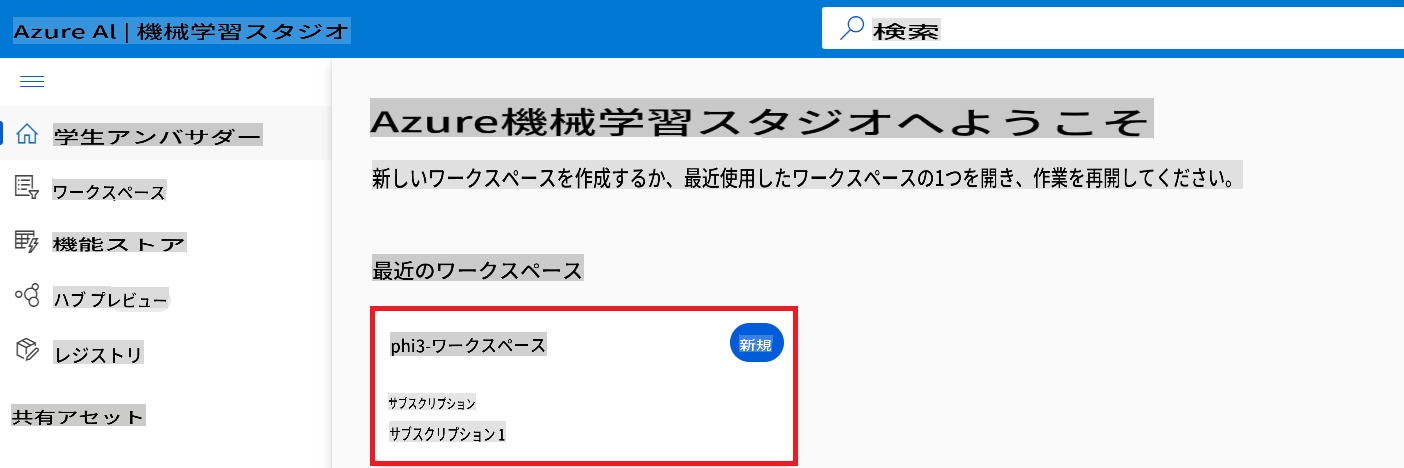 Azure Al | 機械学習スタジオ
検索
学生アンバサダー
ワークスペース
機能ストア
ハブ プレビュー
レジストリ
共有アセット
Azure機械学習スタジオへようこそ
新しいワークスペースを作成するか、最近使用したワークスペースの1つを開き、作業を再開してください。
最近のワークスペース
phi3-ワークスペース
新規
サブスクリプション
サブスクリプション1